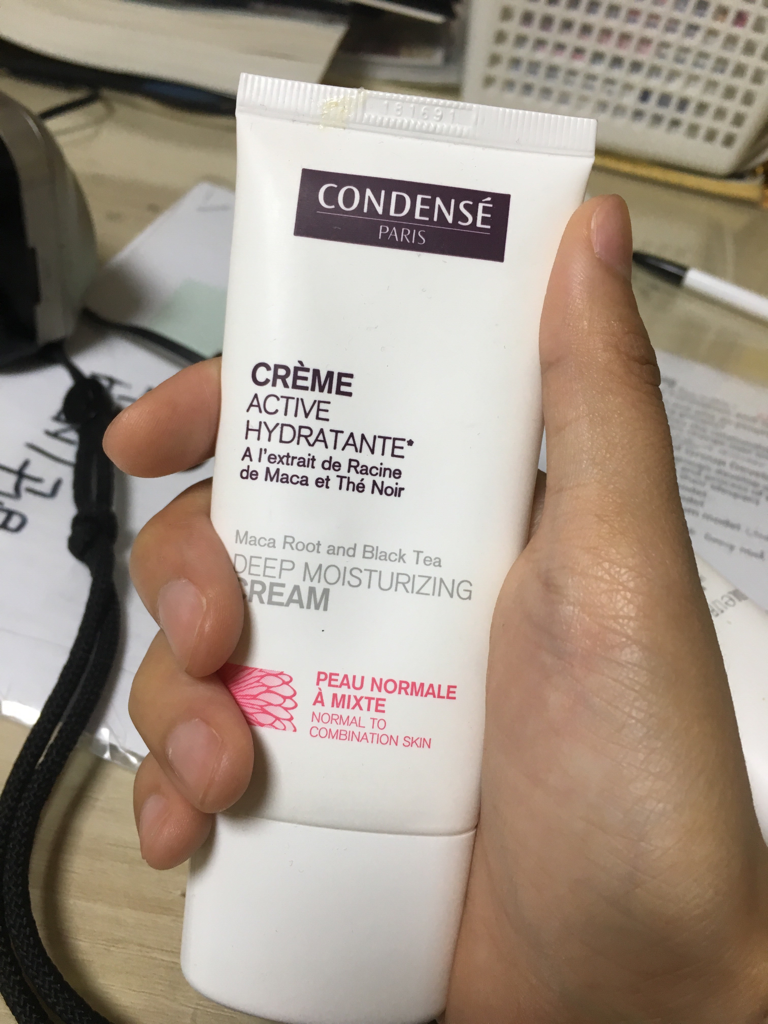 181691
CONDENSÉ
PARIS
CRÈME
ACTIVE
HYDRATANTE*
A l'extrait de Racine
de Maca et Thé Noir
Maca Root and Black Tea
DEEP MOISTURIZING
CREAM
PEAU NORMALE
À MIXTE
NORMAL TO
COMBINATION SKIN